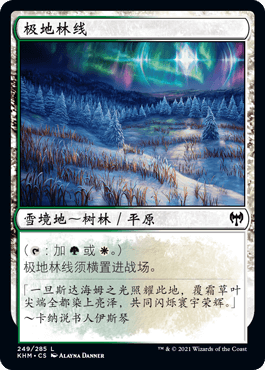 极地林线
雪境地～树林／平原
（：加或。）
极地林线须横置进战场。
「一旦斯达海姆之光照耀此地，覆霜草叶
尖端全都染上亮泽，共同闪烁寰宇荣辉。」
～卡纳说书人伊斯琴
249/285 L
KHM • CS ALAYNA DANNER
™ & © 2021 Wizards of the Coast